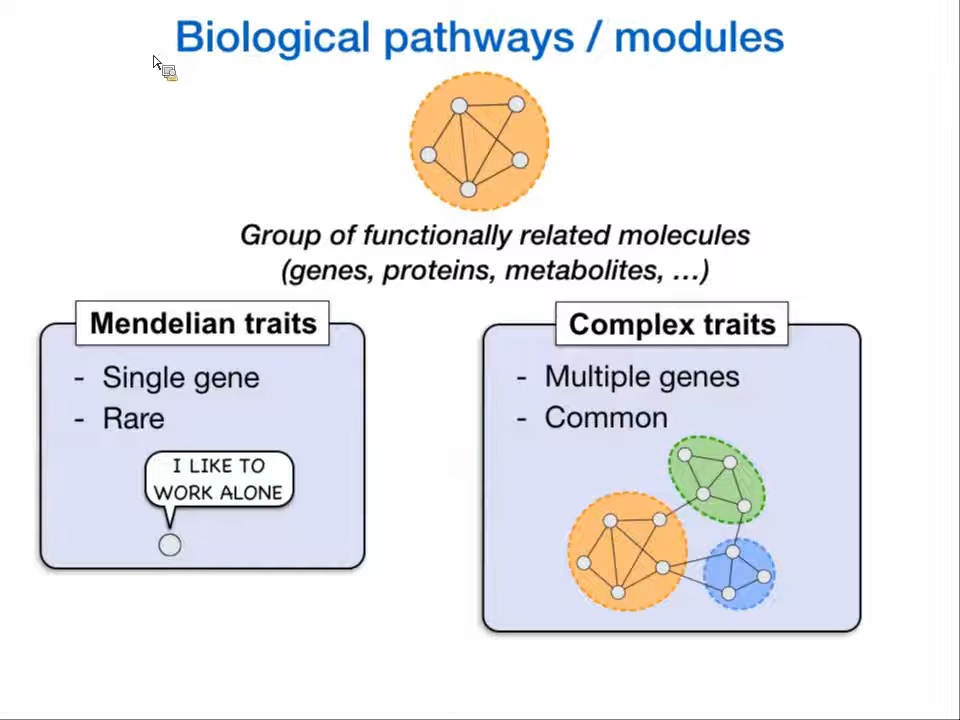 Biological pathways / modules
Group of functionally related molecules
(genes, proteins, metabolites, …)
Mendelian traits
- Single gene
- Rare
I LIKE TO
WORK ALONE
Complex traits
- Multiple genes
- Common